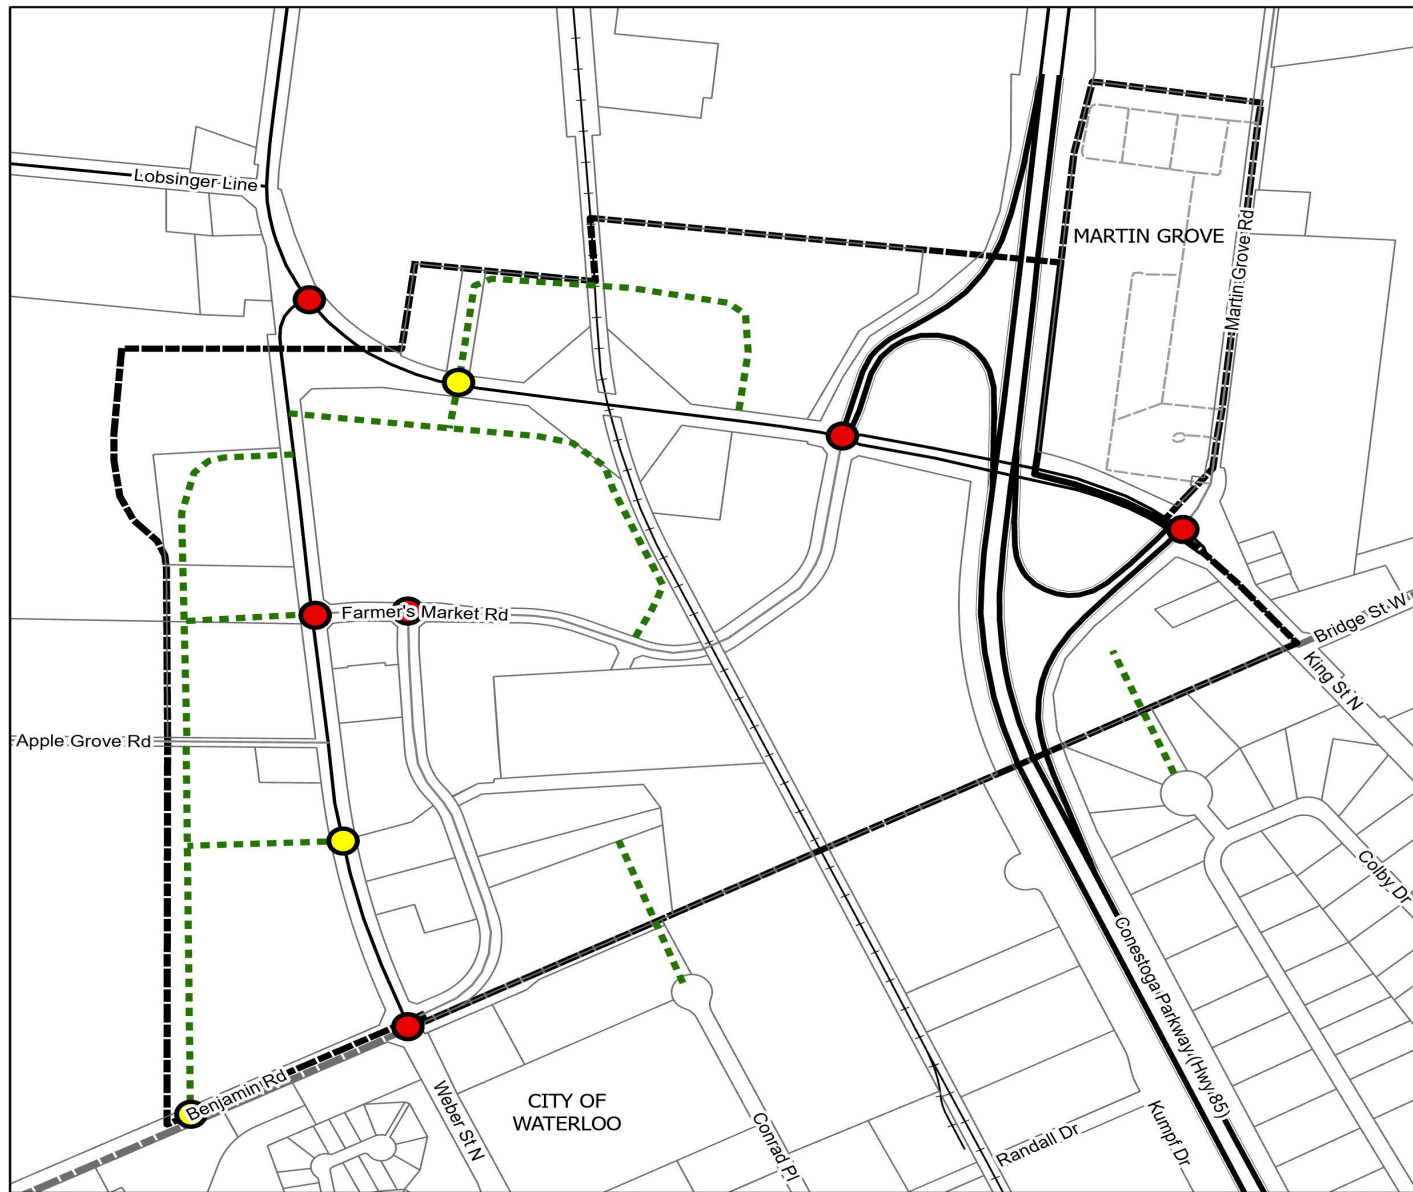 Lobsinger Line
MARTIN GROVE
Martin Grove Rd
Farmer's Market Rd
Bridge St W
King St N
Apple Grove Rd
Colby Dr
Conestoga Parkway (Hwy 85)
Benjamin Rd
Weber St N
CITY OF
WATERLOO
Conrad Pl
Randall Dr
Kumpf Dr